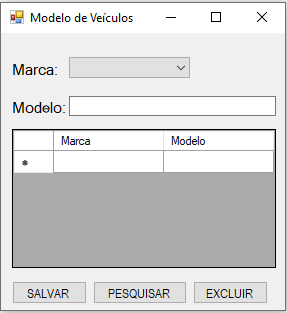 Modelo de Veículos
Marca:
Modelo:
Marca Modelo
*
SALVAR PESQUISAR EXCLUIR